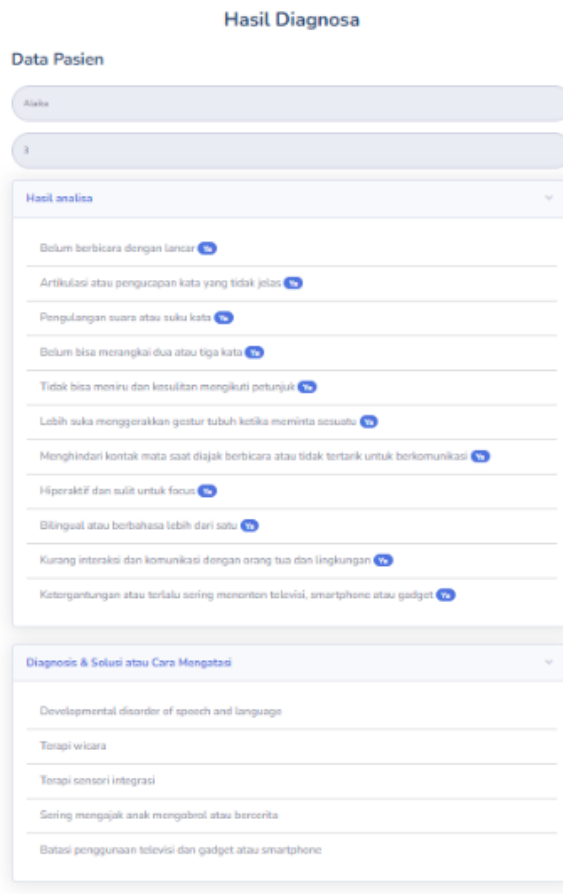 Hasil Diagnosa
Data Pasien
3
Hasil analisa
Belum berbicara dengan lancar Ya
Artikulasi atau pengucapan kata yang tidak jelas Ya
Pengulangan suara atau suku kata Ya
Belum bisa merangkai dua atau tiga kata Ya
Tidak bisa meniru dan kesulitan mengikuti petunjuk Ya
Lebih suka menggerakkan gestur tubuh ketika meminta sesuatu Ya
Menghindari kontak mata saat diajak berbicara atau tidak tertarik untuk berkomunikasi Ya
Hiperaktif dan sulit untuk focus Ya
Bilingual atau berbahasa lebih dari satu Ya
Kurang interaksi dan komunikasi dengan orang tua dan lingkungan Ya
Ketergantungan atau terlalu sering menonton televisi, smartphone atau gadget Ya
Diagnosis & Solusi atau Cara Mengatasi
Developmental disorder of speech and language
Terapi wicara
Terapi sensori integrasi
Sering mengajak anak mengobrol atau bercerita
Batasi penggunaan televisi dan gadget atau smartphone